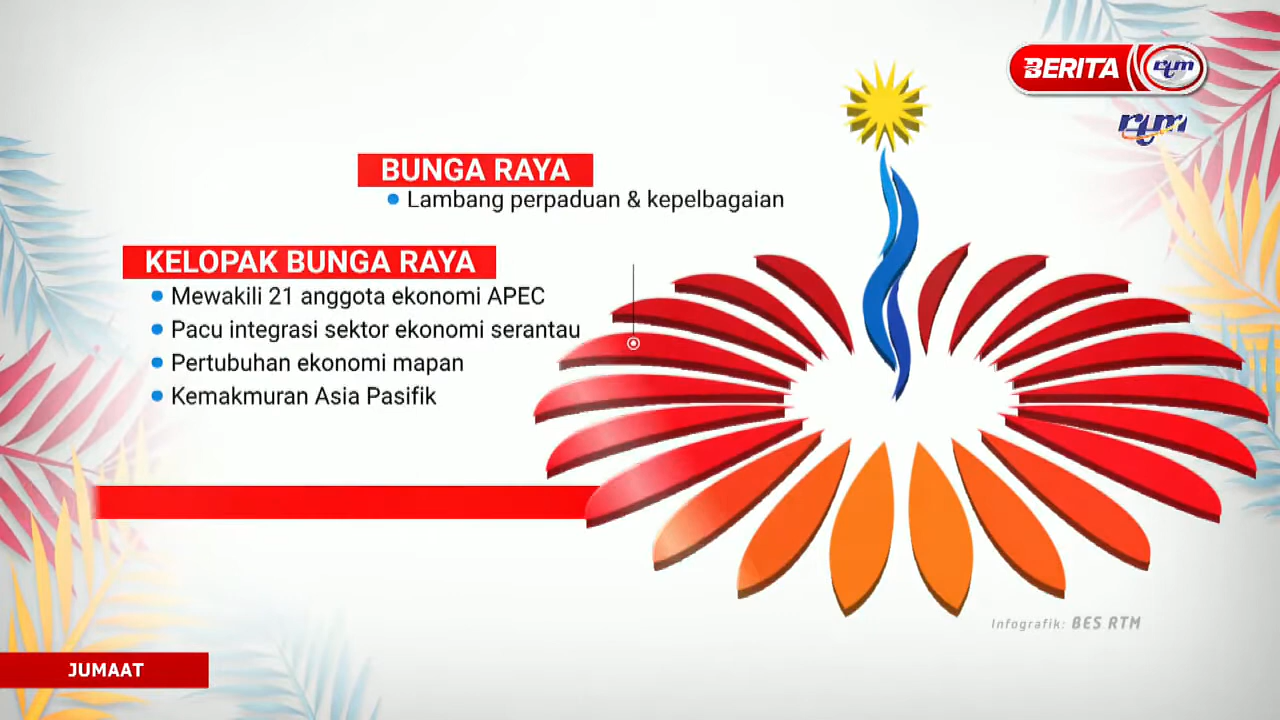 BERITA rtm
rtm
BUNGA RAYA
Lambang perpaduan & kepelbagaian
KELOPAK BUNGA RAYA
Mewakili 21 anggota ekonomi APEC
Pacu integrasi sektor ekonomi serantau
Pertubuhan ekonomi mapan
Kemakmuran Asia Pasifik
Infografik: BES RTM
JUMAAT